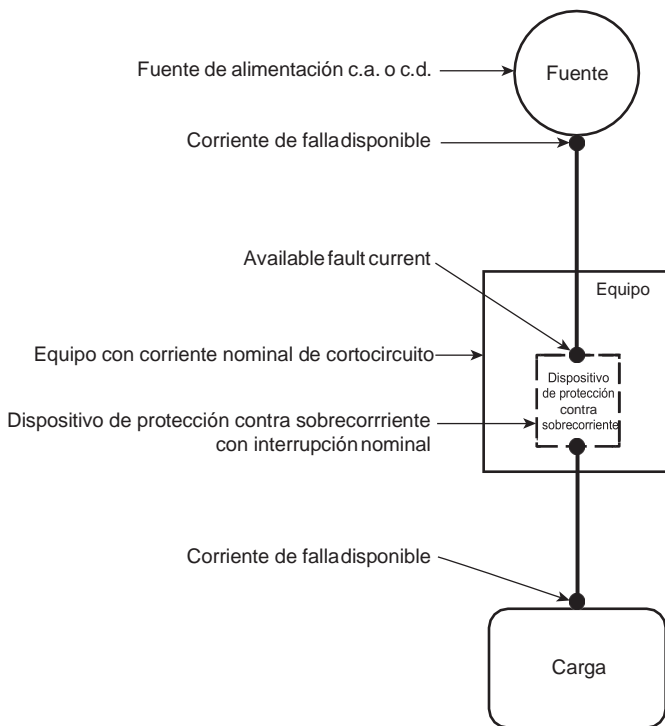 Fuente de alimentación c.a. o c.d.
Fuente
Corriente de falla disponible
Available fault current
Equipo
Equipo con corriente nominal de cortocircuito
Dispositivo
de protección
contra
sobrecorriente
Dispositivo de protección contra sobrecorrriente
con interrupción nominal
Corriente de falla disponible
Carga